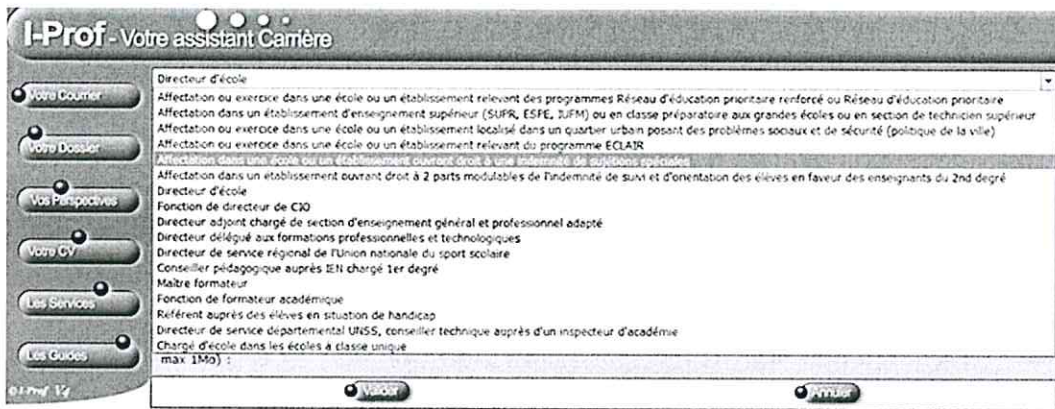 I-Prof - Votre assistant Carrière
Votre Courrier
Votre Dossier
Vos Perspectives
Votre CV
Les Services
Les Guides
© I-Prof V4
Directeur d'école
Affectation ou exercice dans une école ou un établissement relevant des programmes Réseau d'éducation prioritaire renforcé ou Réseau d'éducation prioritaire
Affectation dans un établissement d'enseignement supérieur (SUPR, ESPE, IUFM) ou en classe préparatoire aux grandes écoles ou en section de technicien supérieur
Affectation ou exercice dans une école ou un établissement localisé dans un quartier urbain posant des problèmes sociaux et de sécurité (politique de la ville)
Affectation ou exercice dans une école ou un établissement relevant du programme ECLAIR
Affectation dans une école ou un établissement ouvrant droit à une indemnité de sujétions spéciales
Affectation dans un établissement ouvrant droit à 2 parts modulables de l'indemnité de suivi et d'orientation des élèves en faveur des enseignants du 2nd degré
Directeur d'école
Fonction de directeur de CIO
Directeur adjoint chargé de section d'enseignement général et professionnel adapté
Directeur délégué aux formations professionnelles et technologiques
Directeur de service régional de l'Union nationale du sport scolaire
Conseiller pédagogique auprès IEN chargé 1er degré
Maître formateur
Fonction de formateur académique
Référent auprès des élèves en situation de handicap
Directeur de service départemental UNSS, conseiller technique auprès d'un inspecteur d'académie
Chargé d'école dans les écoles à classe unique
max 1Mo) :
Valider
Annuler